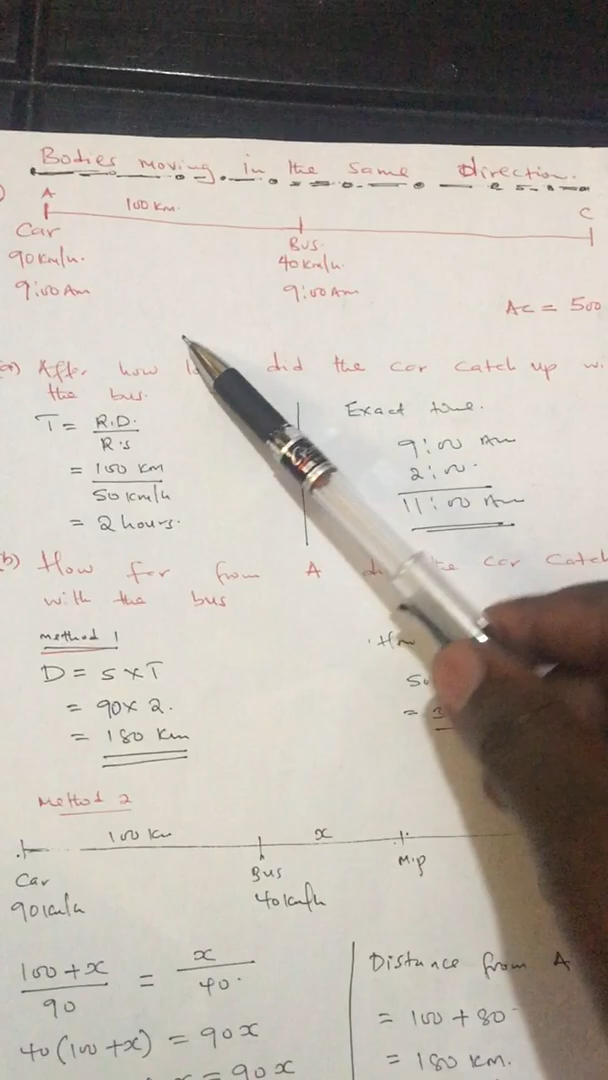 Bodies moving in the same Direction.
A 100 km. C
Car Bus
90 km/h. 40 km/h.
9:00 Am 9:00 Am
AC = 500
After how did the car catch up
the bus.
T = R.D. / R.s
= 100 km / 50 km/h
= 2 hours.
Exact time.
9:00 Am
2:00.
11:00 Am
b) How far from A the car catch
with the bus
method 1
D = S x T
= 90 x 2.
= 180 km
Method 2
100 km x
Car Bus M.p
90 km/h 40 km/h
100 + x / 90 = x / 40.
40(100 + x) = 90x
x = 90x
Distance from A
= 100 + 80
= 180 km.